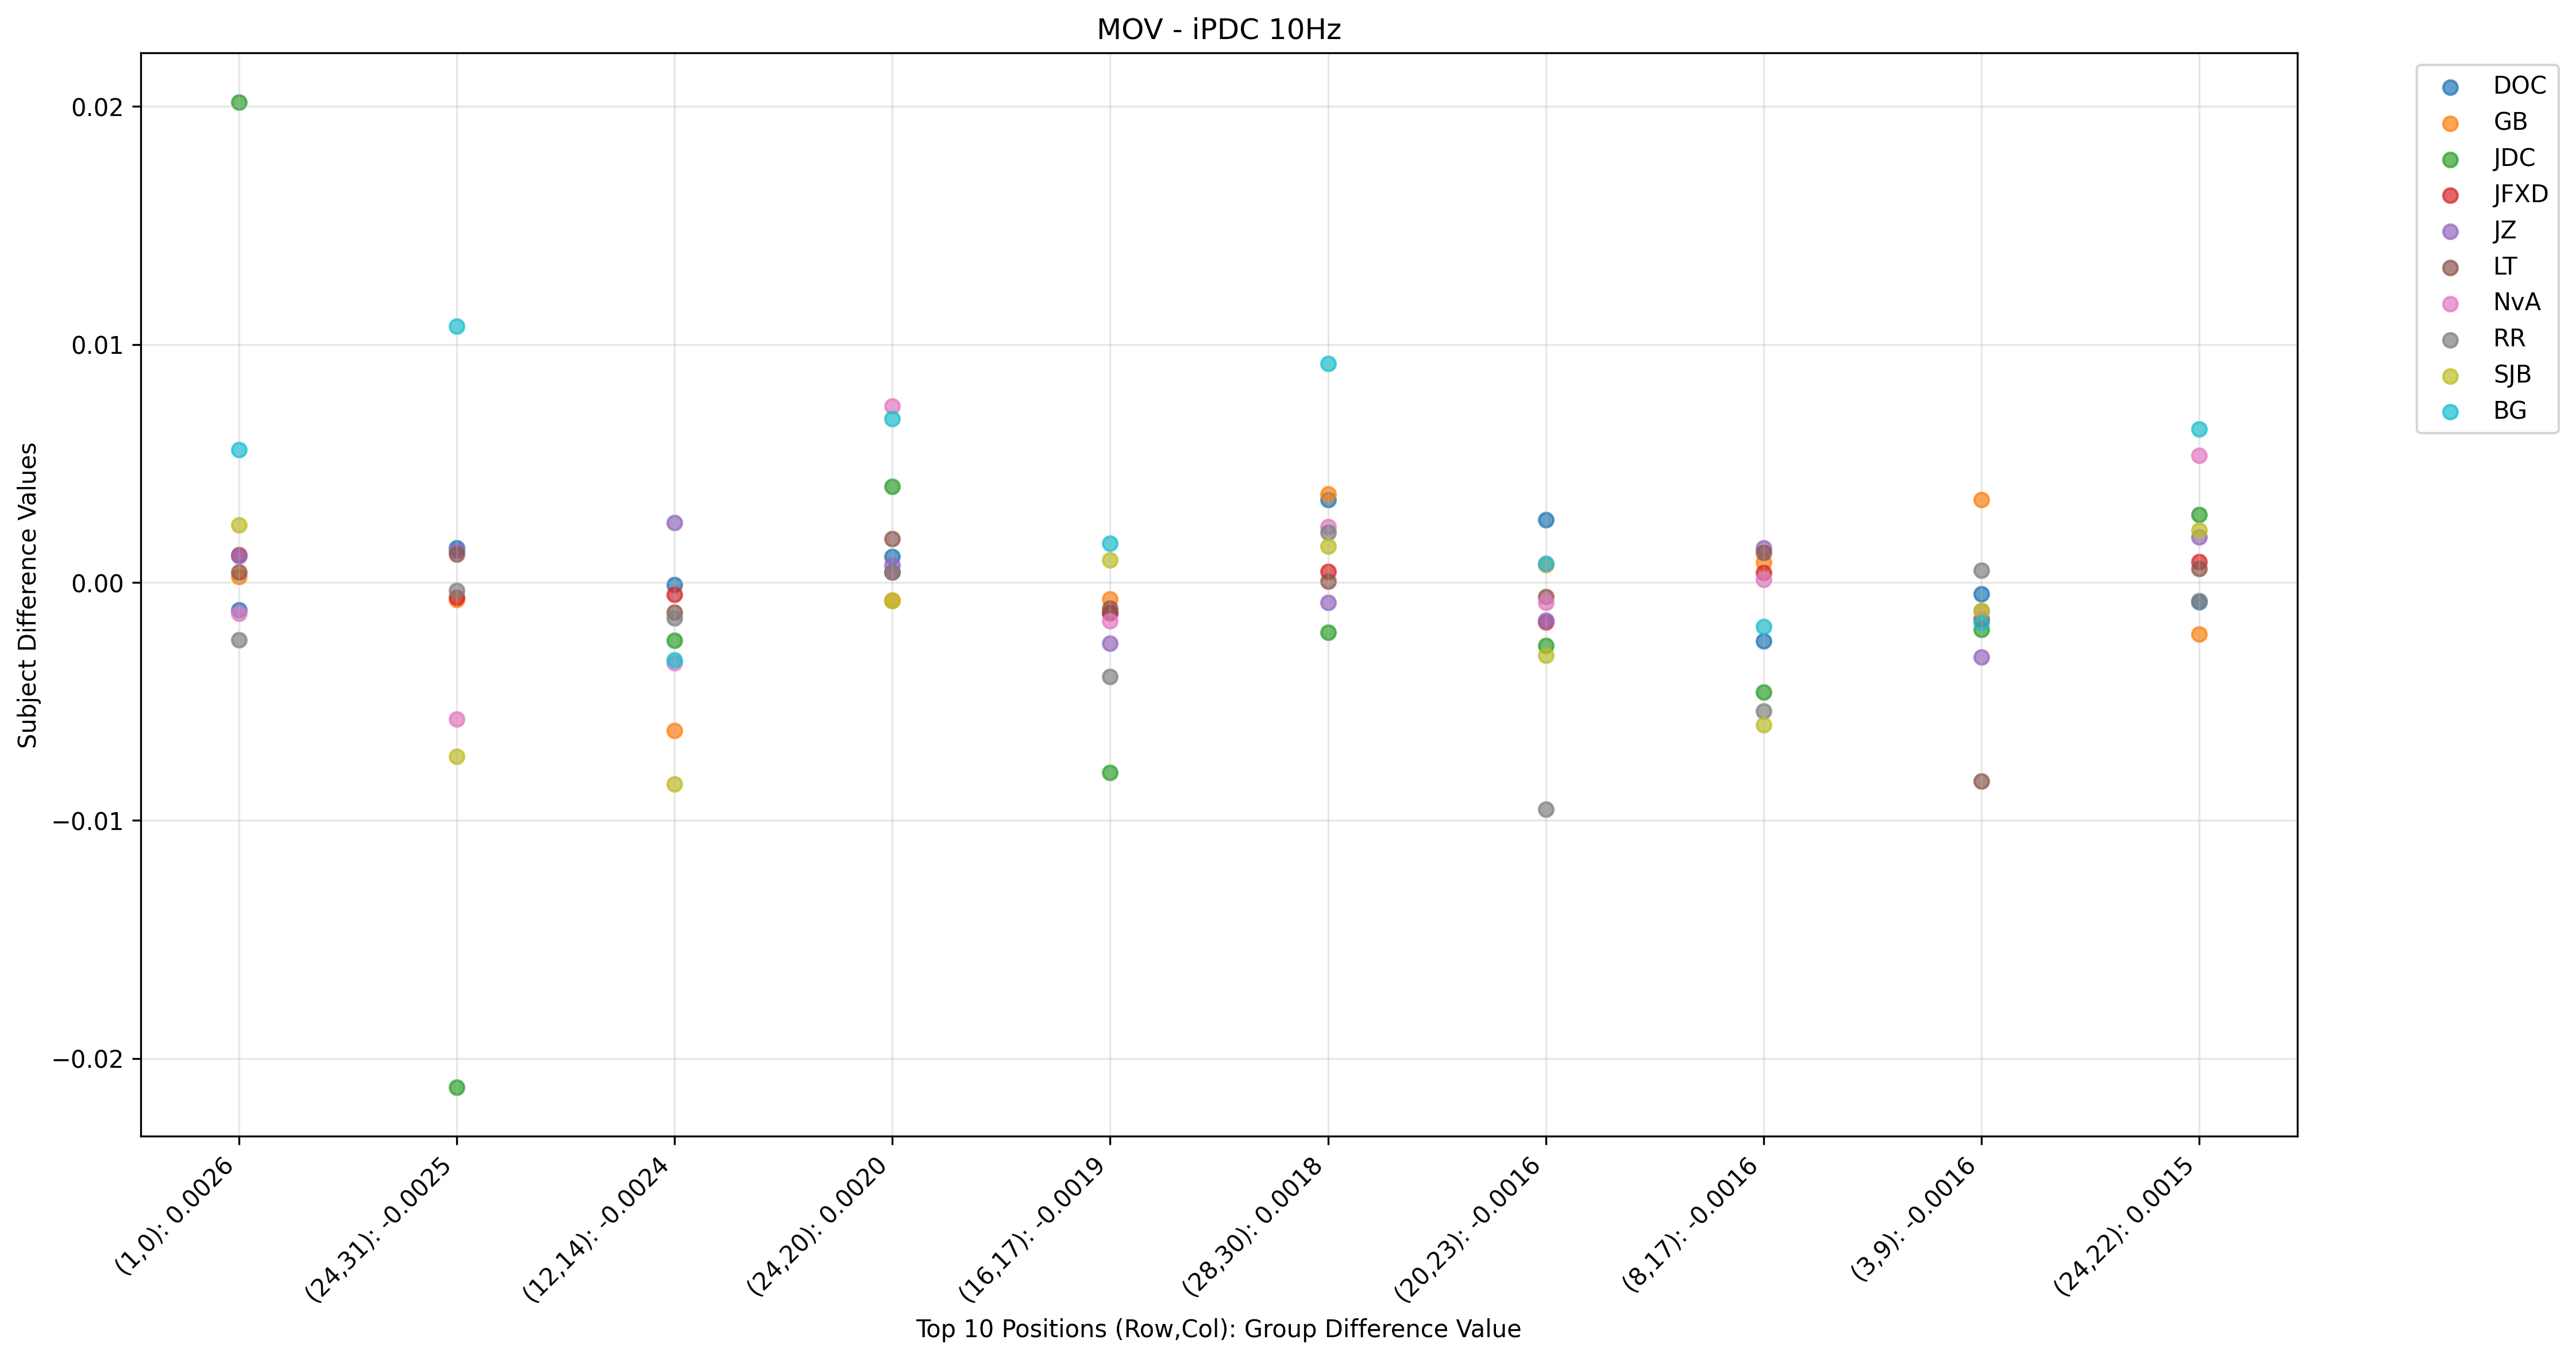 MOV - iPDC 10Hz
Subject Difference Values
0.02
0.01
0.00
−0.01
−0.02
(1,0): 0.0026
(24,31): -0.0025
(12,14): -0.0024
(24,20): 0.0020
(16,17): -0.0019
(28,30): 0.0018
(20,23): -0.0016
(8,17): -0.0016
(3,9): -0.0016
(24,22): 0.0015
Top 10 Positions (Row,Col): Group Difference Value
DOC
GB
JDC
JFXD
JZ
LT
NvA
RR
SJB
BG